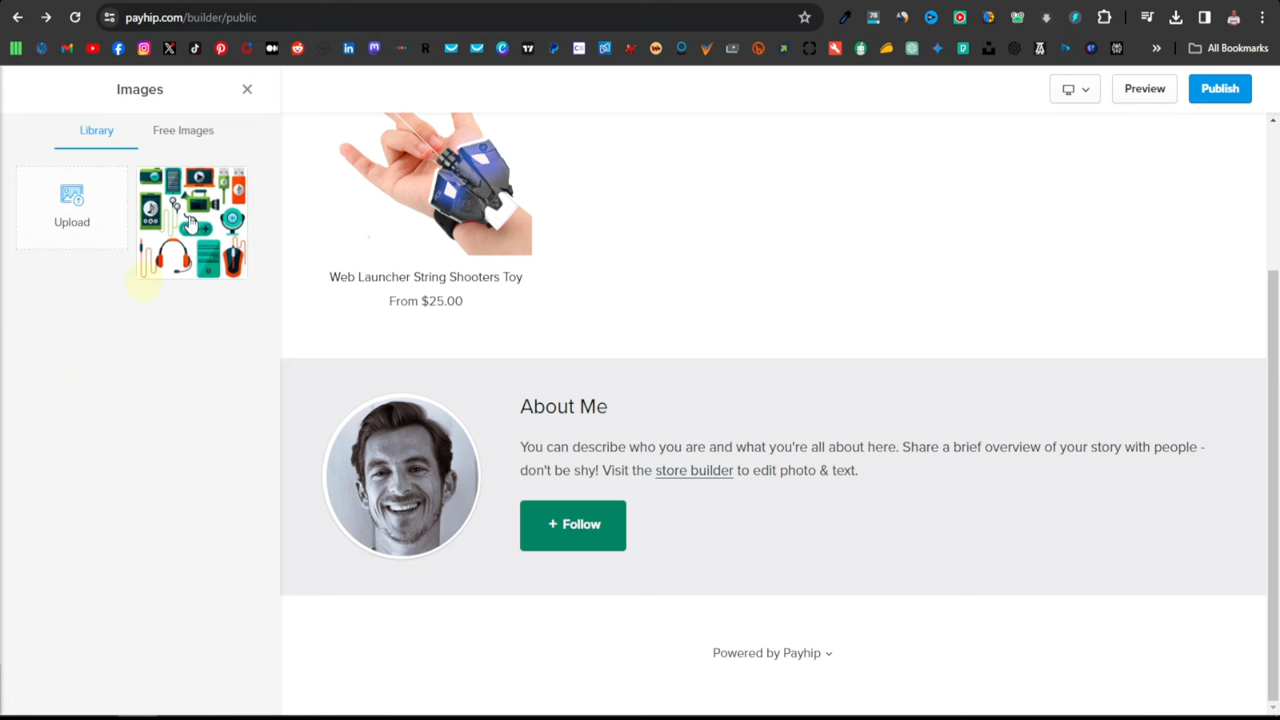 payhip.com/builder/public
All Bookmarks
Images
Preview
Publish
Library
Free Images
Upload
Web Launcher String Shooters Toy
From $25.00
About Me
You can describe who you are and what you're all about here. Share a brief overview of your story with people -
don't be shy! Visit the store builder to edit photo & text.
+ Follow
Powered by Payhip